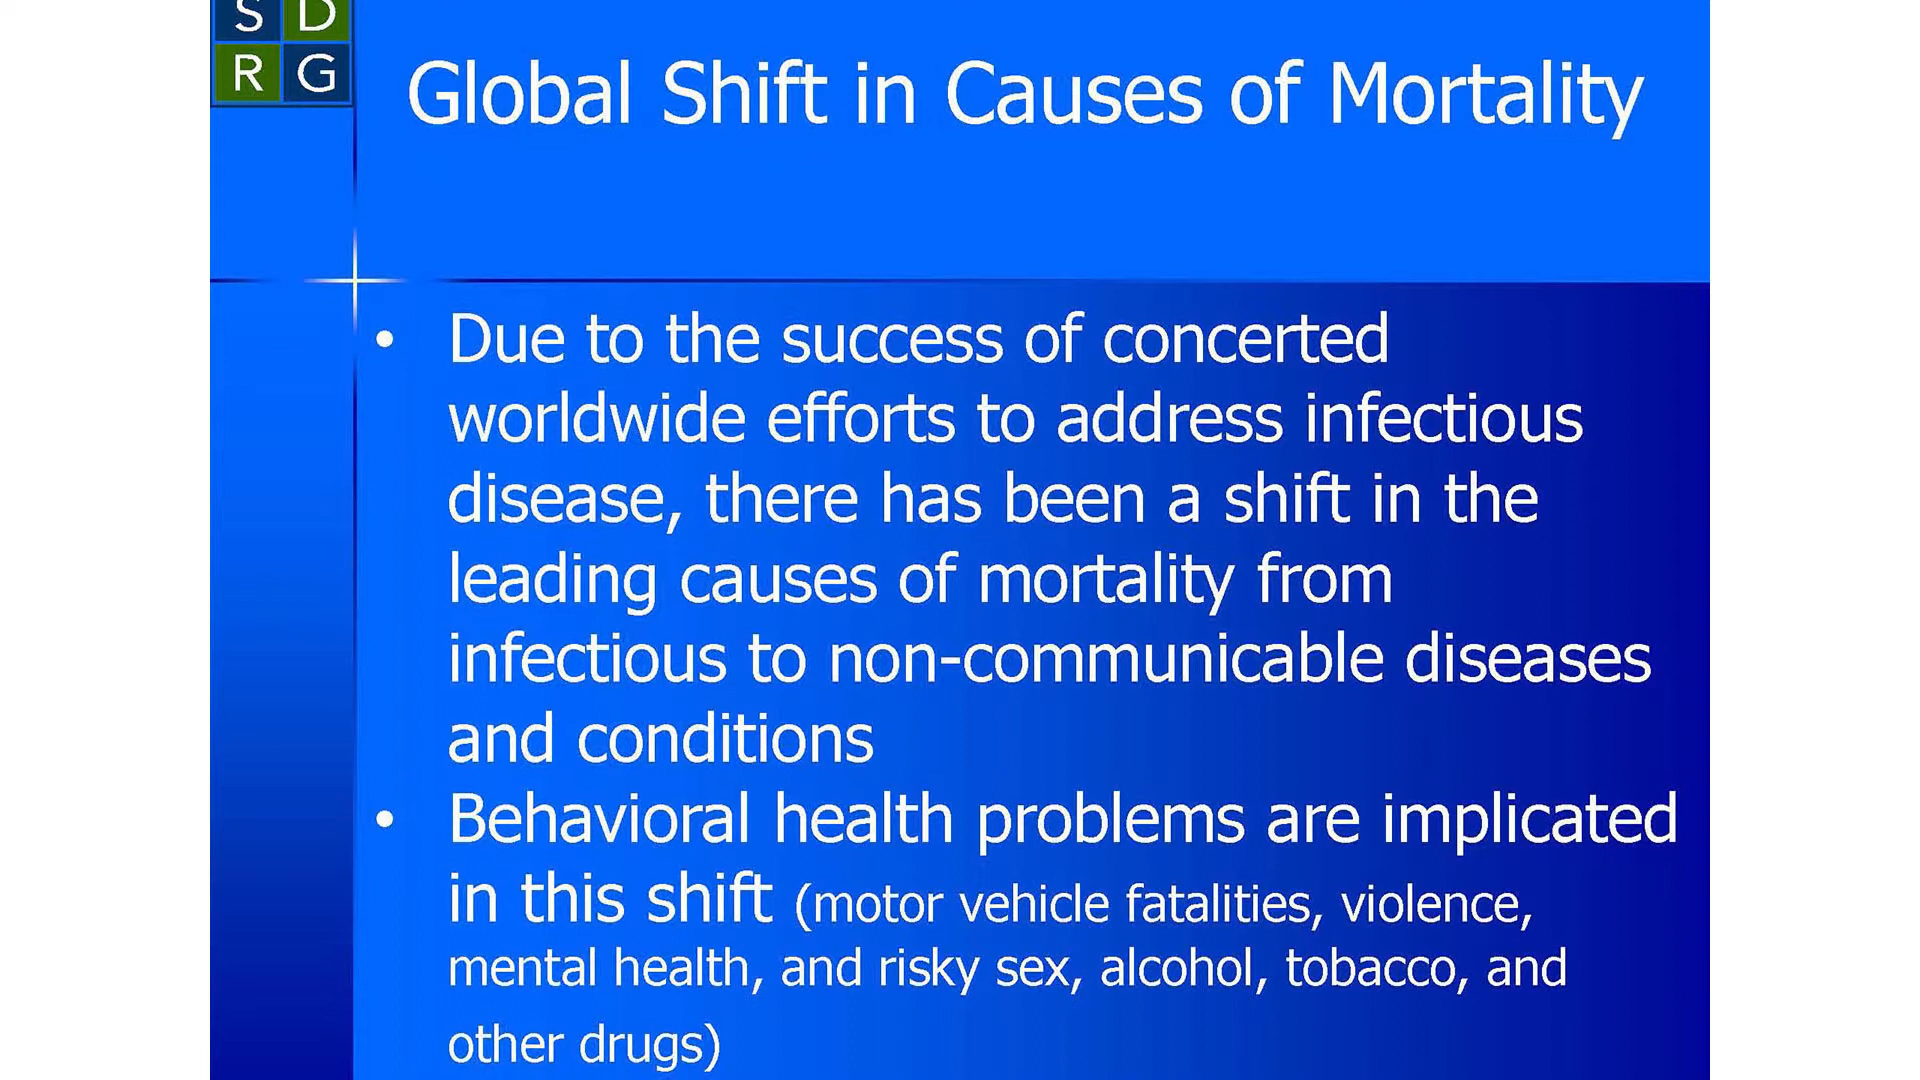 S D
R G
Global Shift in Causes of Mortality
• Due to the success of concerted
worldwide efforts to address infectious
disease, there has been a shift in the
leading causes of mortality from
infectious to non-communicable diseases
and conditions
• Behavioral health problems are implicated
in this shift (motor vehicle fatalities, violence,
mental health, and risky sex, alcohol, tobacco, and
other drugs)